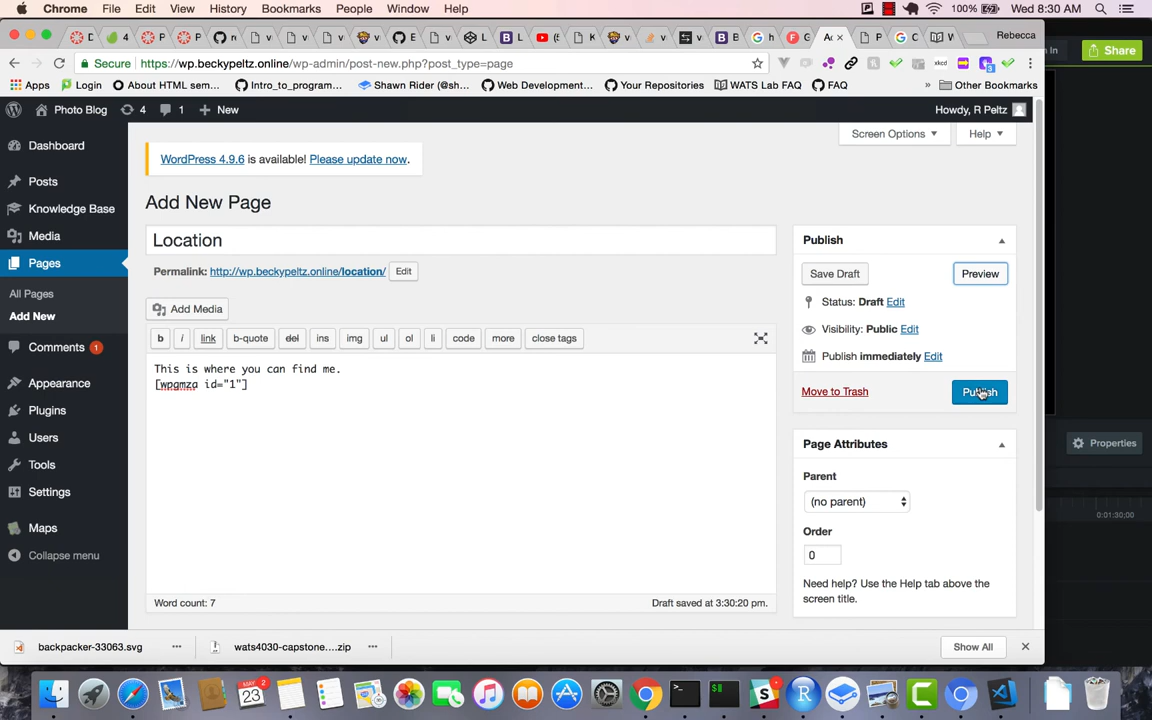 Chrome File Edit View History Bookmarks People Window Help 100% Wed 8:30 AM
Rebecca
Secure https://wp.beckypeltz.online/wp-admin/post-new.php?post_type=page
Share
Apps Login About HTML sem... Intro_to_program... Shawn Rider (@sh... Web Development... Your Repositories WATS Lab FAQ FAQ » Other Bookmarks
Photo Blog 4 1 New Howdy, R Peltz
Screen Options Help
Dashboard
Posts
Knowledge Base
Media
Pages
All Pages
Add New
Comments 1
Appearance
Plugins
Users
Tools
Settings
Maps
Collapse menu
WordPress 4.9.6 is available! Please update now.
Add New Page
Location
Permalink: http://wp.beckypeltz.online/location/ Edit
Add Media
b i link b-quote del ins img ul ol li code more close tags
This is where you can find me.
[wpgmza id="1"]
Word count: 7 Draft saved at 3:30:20 pm.
Publish
Save Draft Preview
Status: Draft Edit
Visibility: Public Edit
Publish immediately Edit
Move to Trash Publish
Page Attributes
Parent
(no parent)
Order
0
Need help? Use the Help tab above the
screen title.
Properties
0:01:30;00
backpacker-33063.svg wats4030-capstone....zip Show All
MAY 2
23